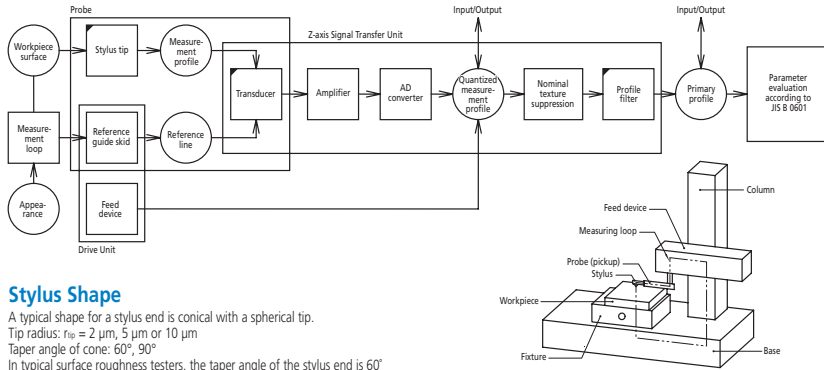 Probe
Input/Output
Input/Output
Z-axis Signal Transfer Unit
Workpiece
surface
Stylus tip
Measure-
ment
profile
Transducer
Amplifier
AD
converter
Quantized
measure-
ment
profile
Nominal
texture
suppression
Profile
filter
Primary
profile
Parameter
evaluation
according to
JIS B 0601
Measure-
ment
loop
Reference
guide skid
Reference
line
Appea-
rance
Feed
device
Drive Unit
Column
Feed device
Measuring loop
Probe (pickup)
Stylus
Workpiece
Fixture
Base
Stylus Shape
A typical shape for a stylus end is conical with a spherical tip.
Tip radius: rtip = 2 µm, 5 µm or 10 µm
Taper angle of cone: 60°, 90°
In typical surface roughness testers, the taper angle of the stylus end is 60˚